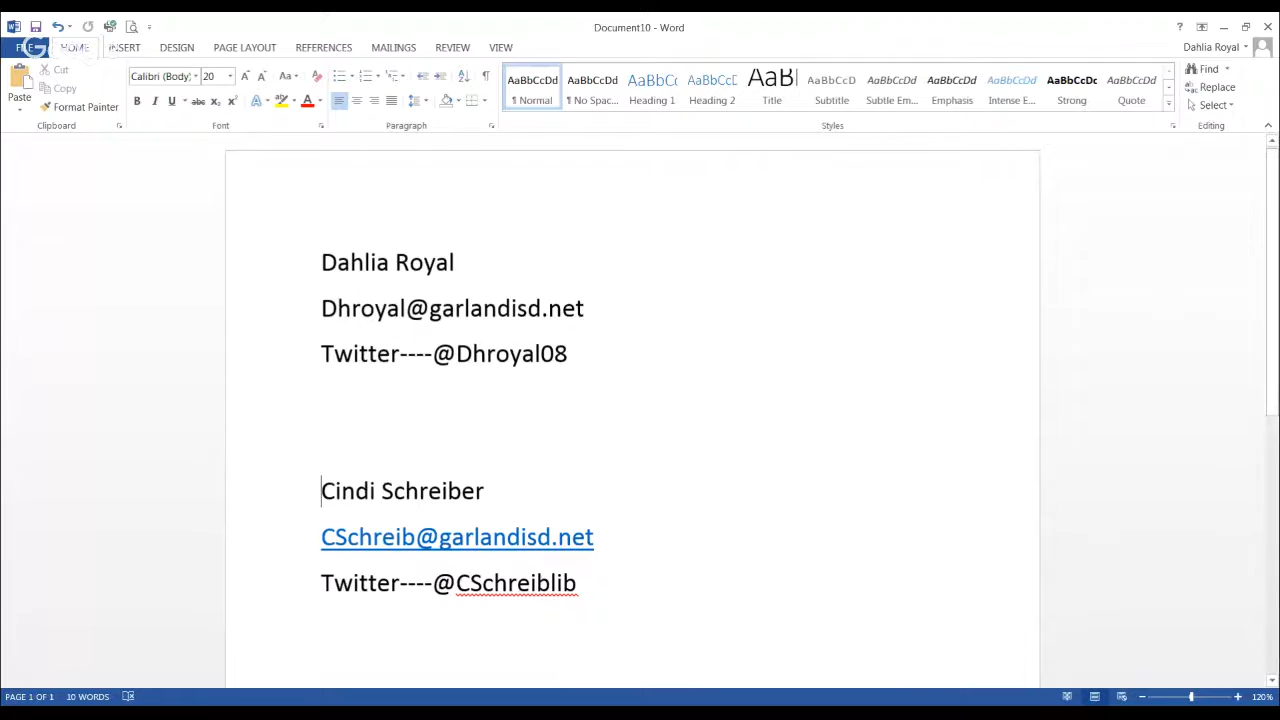 Document10 - Word
Dahlia Royal
FILE HOME INSERT DESIGN PAGE LAYOUT REFERENCES MAILINGS REVIEW VIEW
Paste
Cut
Copy
Format Painter
Clipboard
Calibri (Body) 20
Font
Paragraph
AaBbCcDd AaBbCcDd AaBbCc AaBbCcD AaBl AaBbCcD AaBbCcDd AaBbCcDd AaBbCcDd AaBbCcDc AaBbCcDd
¶ Normal ¶ No Spac... Heading 1 Heading 2 Title Subtitle Subtle Em... Emphasis Intense E... Strong Quote
Styles
Find
Replace
Select
Editing
Dahlia Royal
Dhroyal@garlandisd.net
Twitter----@Dhroyal08
Cindi Schreiber
CSchreib@garlandisd.net
Twitter----@CSchreiblib
PAGE 1 OF 1 10 WORDS 120%